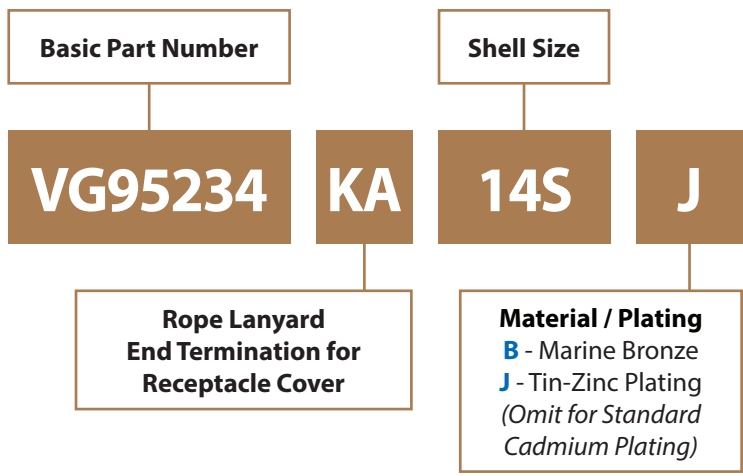 Basic Part Number
Shell Size
VG95234 KA 14S J
Rope Lanyard
End Termination for
Receptacle Cover
Material / Plating
B - Marine Bronze
J - Tin-Zinc Plating
(Omit for Standard
Cadmium Plating)